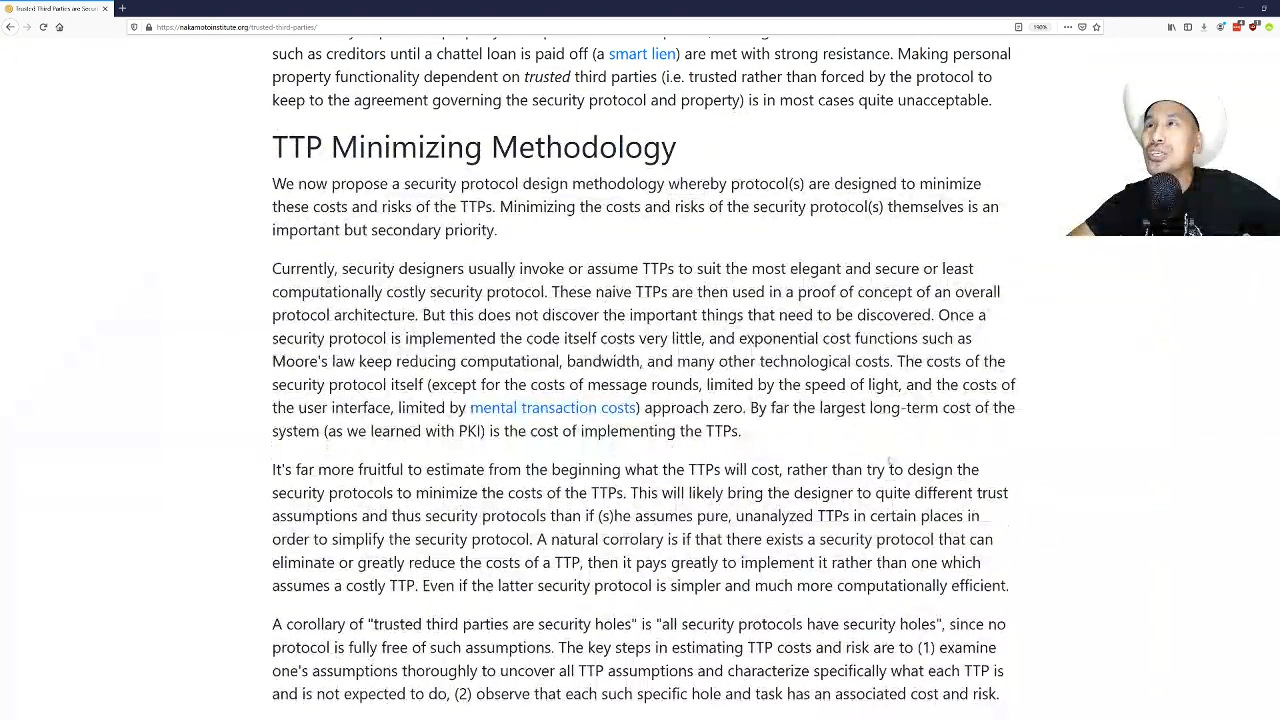 Trusted Third Parties are Securi
https://nakamotoinstitute.org/trusted-third-parties/
190%
such as creditors until a chattel loan is paid off (a smart lien) are met with strong resistance. Making personal
property functionality dependent on trusted third parties (i.e. trusted rather than forced by the protocol to
keep to the agreement governing the security protocol and property) is in most cases quite unacceptable.
TTP Minimizing Methodology
We now propose a security protocol design methodology whereby protocol(s) are designed to minimize
these costs and risks of the TTPs. Minimizing the costs and risks of the security protocol(s) themselves is an
important but secondary priority.
Currently, security designers usually invoke or assume TTPs to suit the most elegant and secure or least
computationally costly security protocol. These naive TTPs are then used in a proof of concept of an overall
protocol architecture. But this does not discover the important things that need to be discovered. Once a
security protocol is implemented the code itself costs very little, and exponential cost functions such as
Moore's law keep reducing computational, bandwidth, and many other technological costs. The costs of the
security protocol itself (except for the costs of message rounds, limited by the speed of light, and the costs of
the user interface, limited by mental transaction costs) approach zero. By far the largest long-term cost of the
system (as we learned with PKI) is the cost of implementing the TTPs.
It's far more fruitful to estimate from the beginning what the TTPs will cost, rather than try to design the
security protocols to minimize the costs of the TTPs. This will likely bring the designer to quite different trust
assumptions and thus security protocols than if (s)he assumes pure, unanalyzed TTPs in certain places in
order to simplify the security protocol. A natural corrolary is if that there exists a security protocol that can
eliminate or greatly reduce the costs of a TTP, then it pays greatly to implement it rather than one which
assumes a costly TTP. Even if the latter security protocol is simpler and much more computationally efficient.
A corollary of "trusted third parties are security holes" is "all security protocols have security holes", since no
protocol is fully free of such assumptions. The key steps in estimating TTP costs and risk are to (1) examine
one's assumptions thoroughly to uncover all TTP assumptions and characterize specifically what each TTP is
and is not expected to do, (2) observe that each such specific hole and task has an associated cost and risk.